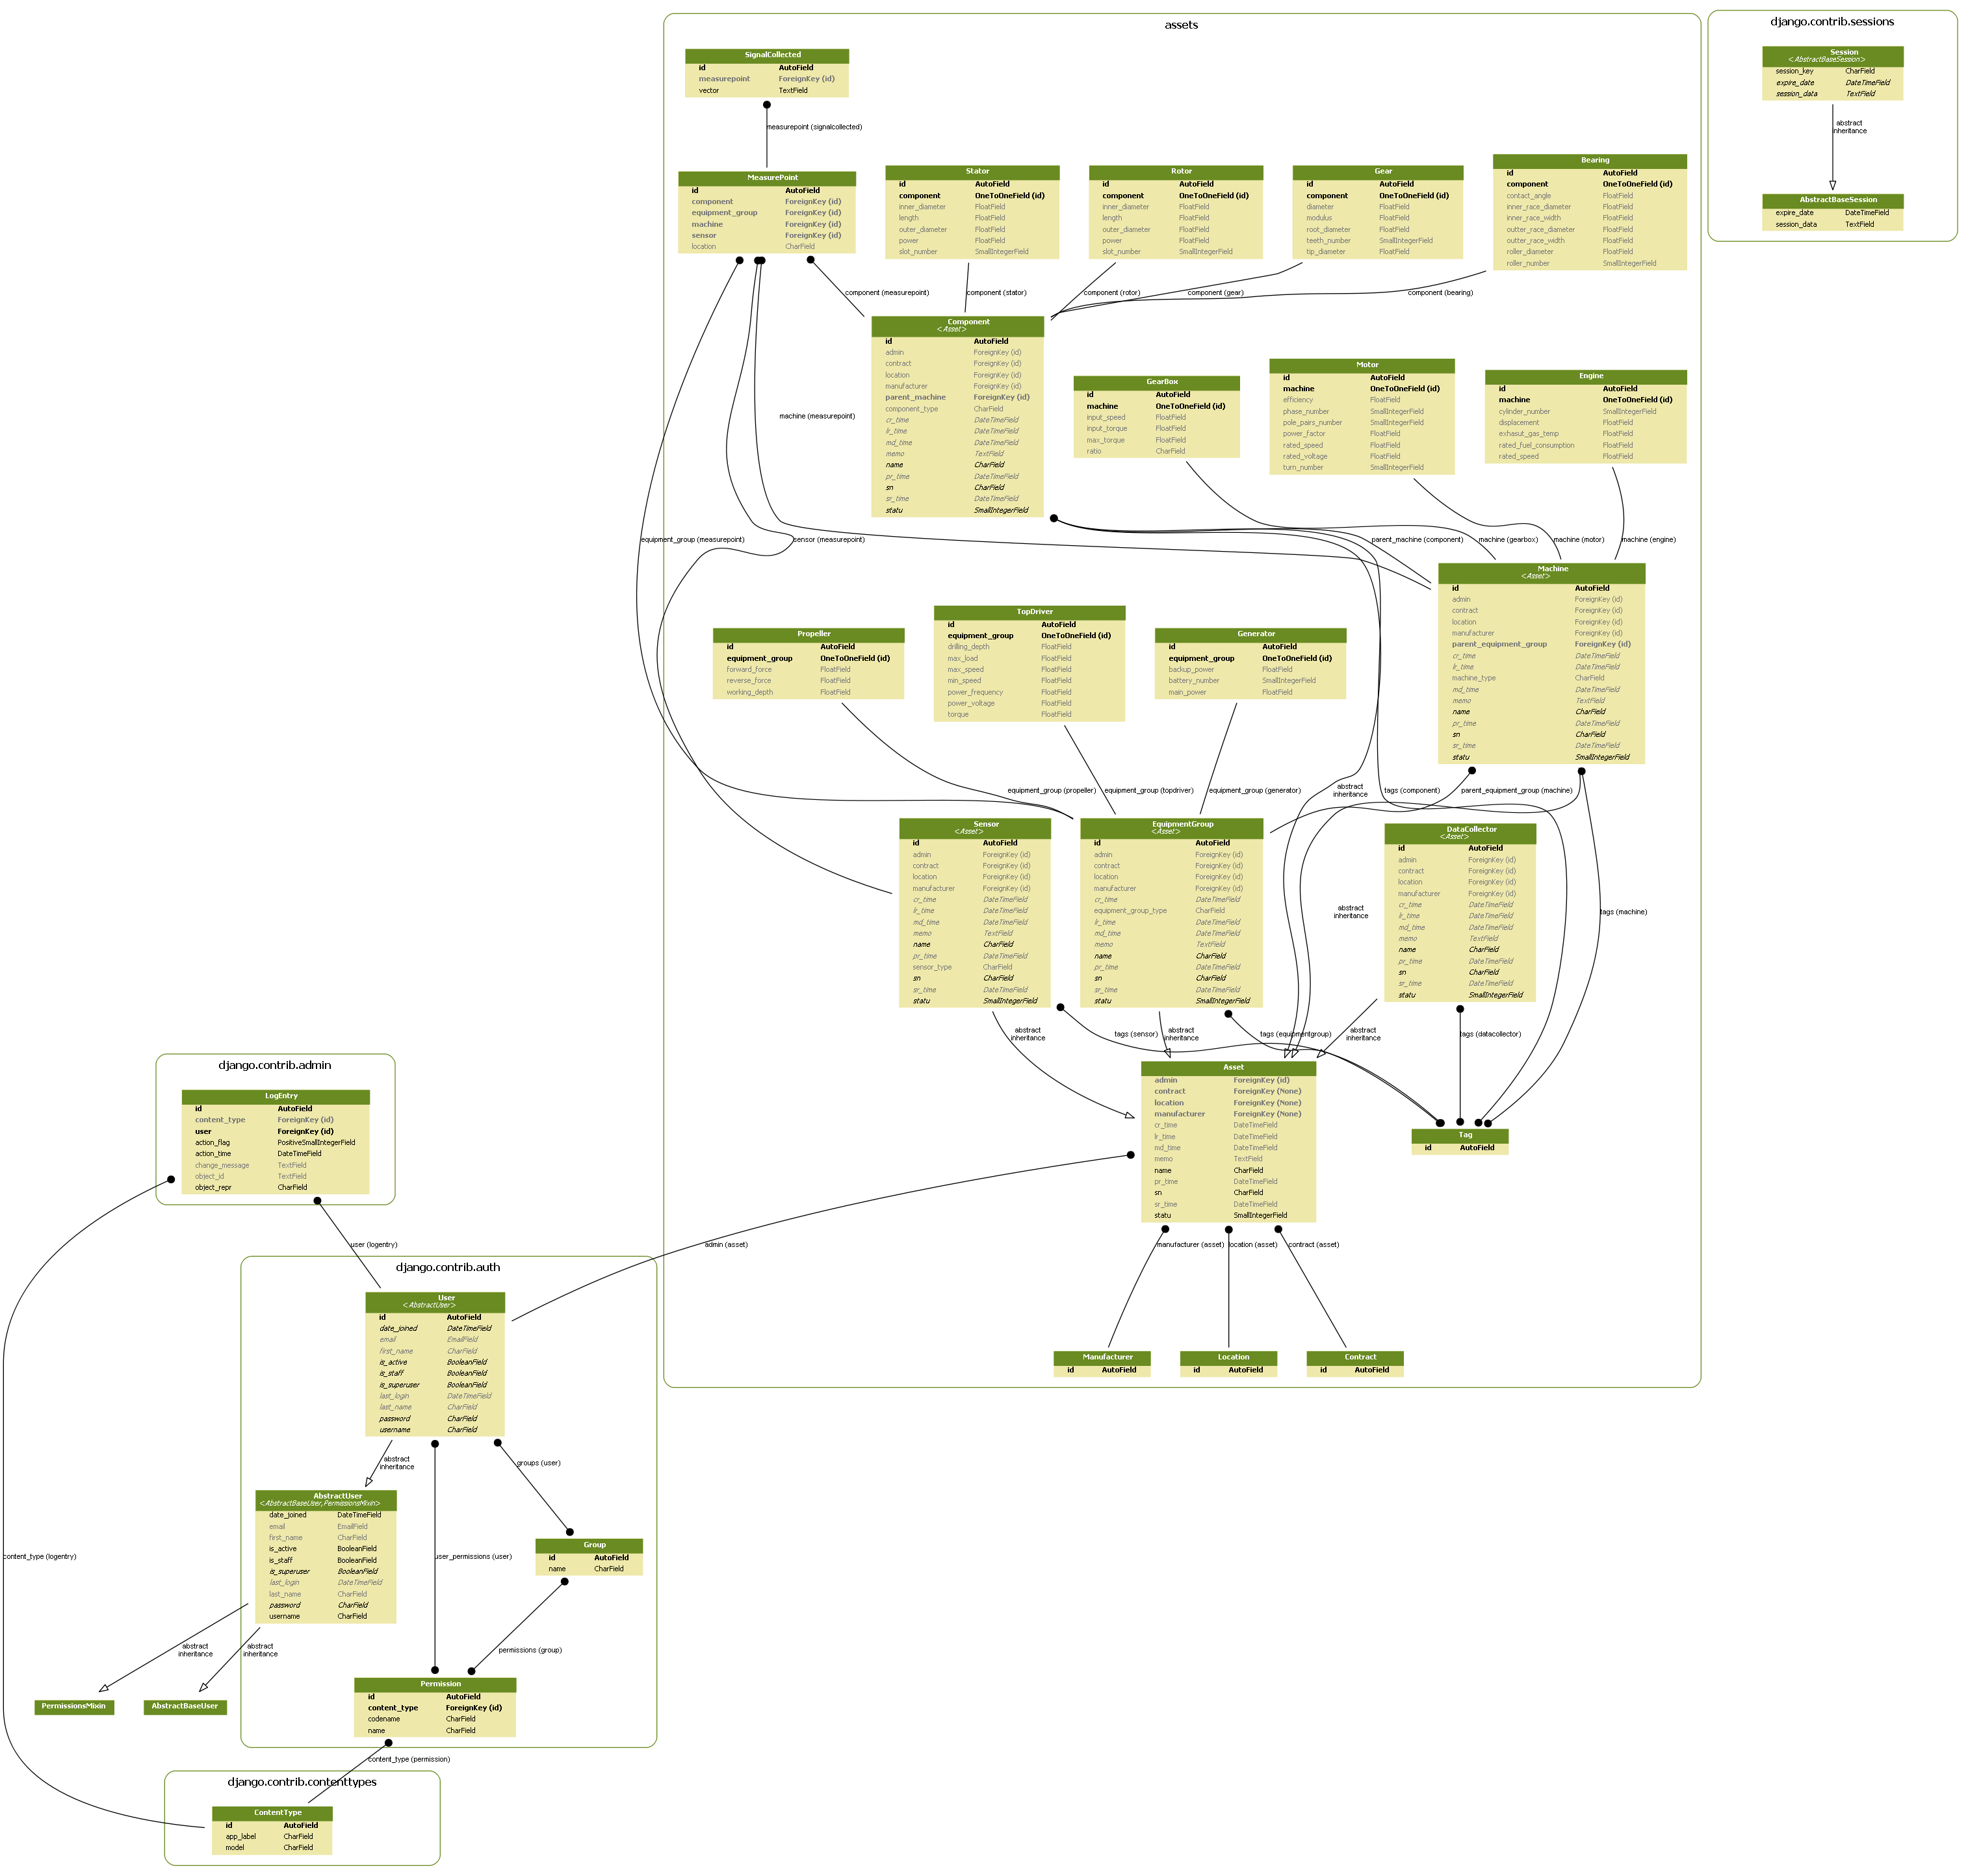 assets
SignalCollected
id AutoField
measurepoint ForeignKey (id)
vector TextField
measurepoint (signalcollected)
MeasurePoint
id AutoField
component ForeignKey (id)
equipment_group ForeignKey (id)
machine ForeignKey (id)
sensor ForeignKey (id)
location CharField
Stator
id AutoField
component OneToOneField (id)
inner_diameter FloatField
length FloatField
outer_diameter FloatField
power FloatField
slot_number SmallIntegerField
Rotor
id AutoField
component OneToOneField (id)
inner_diameter FloatField
length FloatField
outer_diameter FloatField
power FloatField
slot_number SmallIntegerField
Gear
id AutoField
component OneToOneField (id)
diameter FloatField
modulus FloatField
root_diameter FloatField
teeth_number SmallIntegerField
tip_diameter FloatField
Bearing
id AutoField
component OneToOneField (id)
contact_angle FloatField
inner_race_diameter FloatField
inner_race_width FloatField
outter_race_diameter FloatField
outter_race_width FloatField
roller_diameter FloatField
roller_number SmallIntegerField
component (measurepoint)
component (stator)
component (rotor)
component (gear)
component (bearing)
Component
<Asset>
id AutoField
admin ForeignKey (id)
contract ForeignKey (id)
location ForeignKey (id)
manufacturer ForeignKey (id)
parent_machine ForeignKey (id)
component_type CharField
cr_time DateTimeField
lr_time DateTimeField
md_time DateTimeField
memo TextField
name CharField
pr_time DateTimeField
sn CharField
sr_time DateTimeField
statu SmallIntegerField
machine (measurepoint)
GearBox
id AutoField
machine OneToOneField (id)
input_speed FloatField
input_torque FloatField
max_torque FloatField
ratio CharField
Motor
id AutoField
machine OneToOneField (id)
efficiency FloatField
phase_number SmallIntegerField
pole_pairs_number SmallIntegerField
power_factor FloatField
rated_speed FloatField
rated_voltage FloatField
turn_number SmallIntegerField
Engine
id AutoField
machine OneToOneField (id)
cylinder_number SmallIntegerField
displacement FloatField
exhasut_gas_temp FloatField
rated_fuel_consumption FloatField
rated_speed FloatField
equipment_group (measurepoint)
sensor (measurepoint)
parent_machine (component)
machine (gearbox)
machine (motor)
machine (engine)
Machine
<Asset>
id AutoField
admin ForeignKey (id)
contract ForeignKey (id)
location ForeignKey (id)
manufacturer ForeignKey (id)
parent_equipment_group ForeignKey (id)
cr_time DateTimeField
lr_time DateTimeField
machine_type CharField
md_time DateTimeField
memo TextField
name CharField
pr_time DateTimeField
sn CharField
sr_time DateTimeField
statu SmallIntegerField
Propeller
id AutoField
equipment_group OneToOneField (id)
forward_force FloatField
reverse_force FloatField
working_depth FloatField
TopDriver
id AutoField
equipment_group OneToOneField (id)
drilling_depth FloatField
max_load FloatField
max_speed FloatField
min_speed FloatField
power_frequency FloatField
power_voltage FloatField
torque FloatField
Generator
id AutoField
equipment_group OneToOneField (id)
backup_power FloatField
battery_number SmallIntegerField
main_power FloatField
equipment_group (propeller)
equipment_group (topdriver)
equipment_group (generator)
abstract
inheritance
tags (component)
parent_equipment_group (machine)
Sensor
<Asset>
id AutoField
admin ForeignKey (id)
contract ForeignKey (id)
location ForeignKey (id)
manufacturer ForeignKey (id)
cr_time DateTimeField
lr_time DateTimeField
md_time DateTimeField
memo TextField
name CharField
pr_time DateTimeField
sensor_type CharField
sn CharField
sr_time DateTimeField
statu SmallIntegerField
EquipmentGroup
<Asset>
id AutoField
admin ForeignKey (id)
contract ForeignKey (id)
location ForeignKey (id)
manufacturer ForeignKey (id)
cr_time DateTimeField
equipment_group_type CharField
lr_time DateTimeField
md_time DateTimeField
memo TextField
name CharField
pr_time DateTimeField
sn CharField
sr_time DateTimeField
statu SmallIntegerField
abstract
inheritance
DataCollector
<Asset>
id AutoField
admin ForeignKey (id)
contract ForeignKey (id)
location ForeignKey (id)
manufacturer ForeignKey (id)
cr_time DateTimeField
lr_time DateTimeField
md_time DateTimeField
memo TextField
name CharField
pr_time DateTimeField
sn CharField
sr_time DateTimeField
statu SmallIntegerField
tags (machine)
abstract
inheritance
tags (sensor)
abstract
inheritance
tags (equipmentgroup)
abstract
inheritance
tags (datacollector)
Asset
admin ForeignKey (id)
contract ForeignKey (None)
location ForeignKey (None)
manufacturer ForeignKey (None)
cr_time DateTimeField
lr_time DateTimeField
md_time DateTimeField
memo TextField
name CharField
pr_time DateTimeField
sn CharField
sr_time DateTimeField
statu SmallIntegerField
Tag
id AutoField
admin (asset)
manufacturer (asset)
location (asset)
contract (asset)
Manufacturer
id AutoField
Location
id AutoField
Contract
id AutoField
django.contrib.sessions
Session
<AbstractBaseSession>
session_key CharField
expire_date DateTimeField
session_data TextField
abstract
inheritance
AbstractBaseSession
expire_date DateTimeField
session_data TextField
django.contrib.admin
LogEntry
id AutoField
content_type ForeignKey (id)
user ForeignKey (id)
action_flag PositiveSmallIntegerField
action_time DateTimeField
change_message TextField
object_id TextField
object_repr CharField
user (logentry)
django.contrib.auth
User
<AbstractUser>
id AutoField
date_joined DateTimeField
email EmailField
first_name CharField
is_active BooleanField
is_staff BooleanField
is_superuser BooleanField
last_login DateTimeField
last_name CharField
password CharField
username CharField
abstract
inheritance
groups (user)
AbstractUser
<AbstractBaseUser,PermissionsMixin>
date_joined DateTimeField
email EmailField
first_name CharField
is_active BooleanField
is_staff BooleanField
is_superuser BooleanField
last_login DateTimeField
last_name CharField
password CharField
username CharField
content_type (logentry)
user_permissions (user)
Group
id AutoField
name CharField
abstract
inheritance
abstract
inheritance
permissions (group)
PermissionsMixin
AbstractBaseUser
Permission
id AutoField
content_type ForeignKey (id)
codename CharField
name CharField
content_type (permission)
django.contrib.contenttypes
ContentType
id AutoField
app_label CharField
model CharField